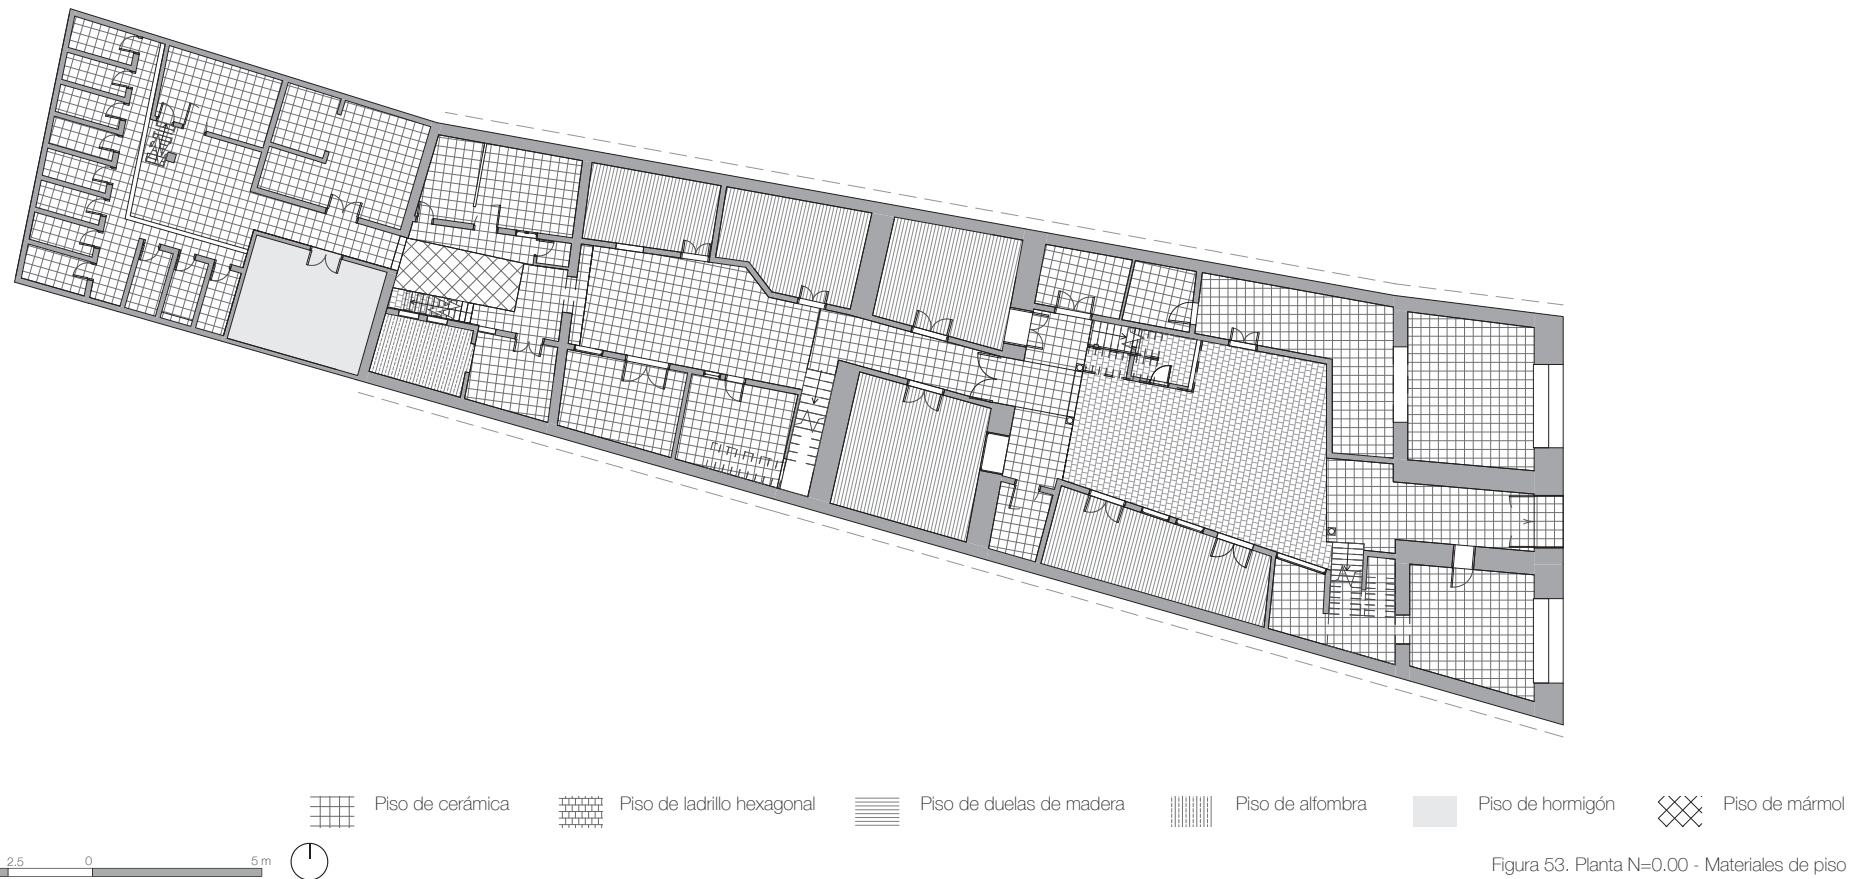 Piso de cerámica
Piso de ladrillo hexagonal
Piso de duelas de madera
Piso de alfombra
Piso de hormigón
Piso de mármol
2.5 0 5 m
Figura 53. Planta N=0.00 - Materiales de piso